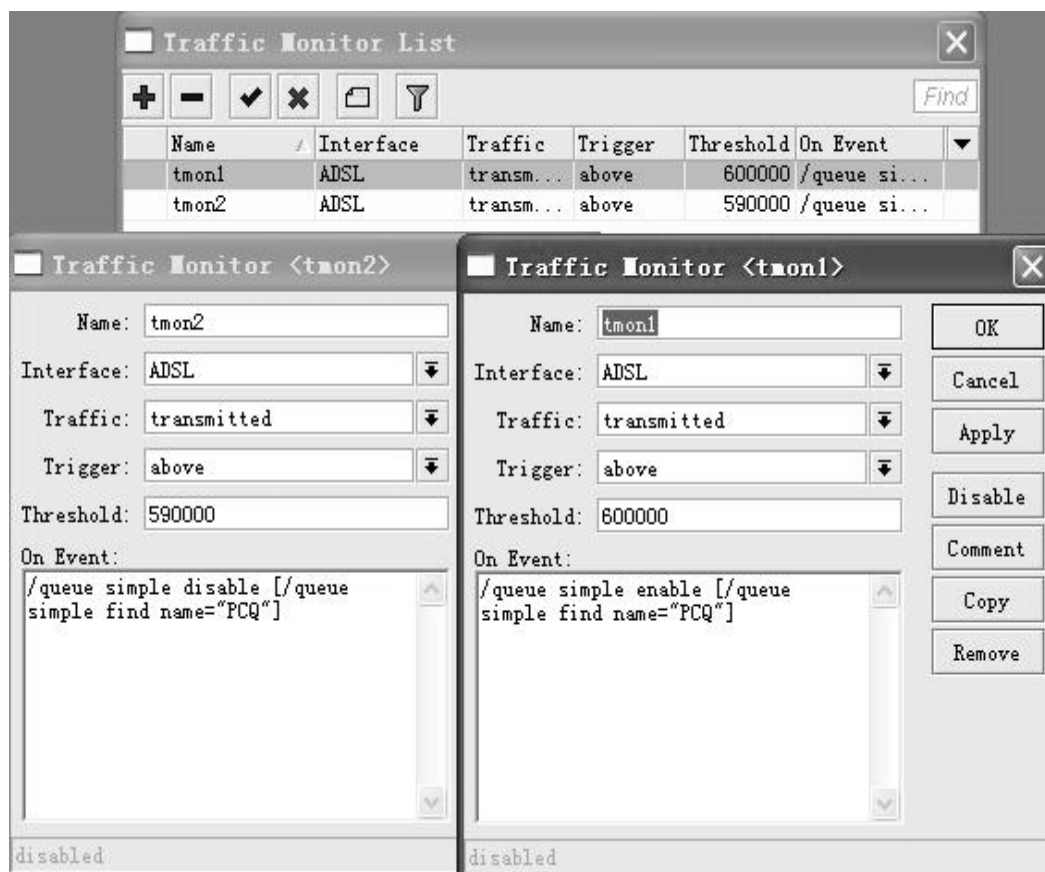 Traffic Monitor List
Find
Name Interface Traffic Trigger Threshold On Event
tmon1 ADSL transm... above 600000 /queue si...
tmon2 ADSL transm... above 590000 /queue si...
Traffic Monitor <tmon2>
Name: tmon2
Interface: ADSL
Traffic: transmitted
Trigger: above
Threshold: 590000
On Event:
/queue simple disable [/queue
simple find name="PCQ"]
disabled
Traffic Monitor <tmon1>
Name: tmon1
Interface: ADSL
Traffic: transmitted
Trigger: above
Threshold: 600000
On Event:
/queue simple enable [/queue
simple find name="PCQ"]
OK
Cancel
Apply
Disable
Comment
Copy
Remove
disabled